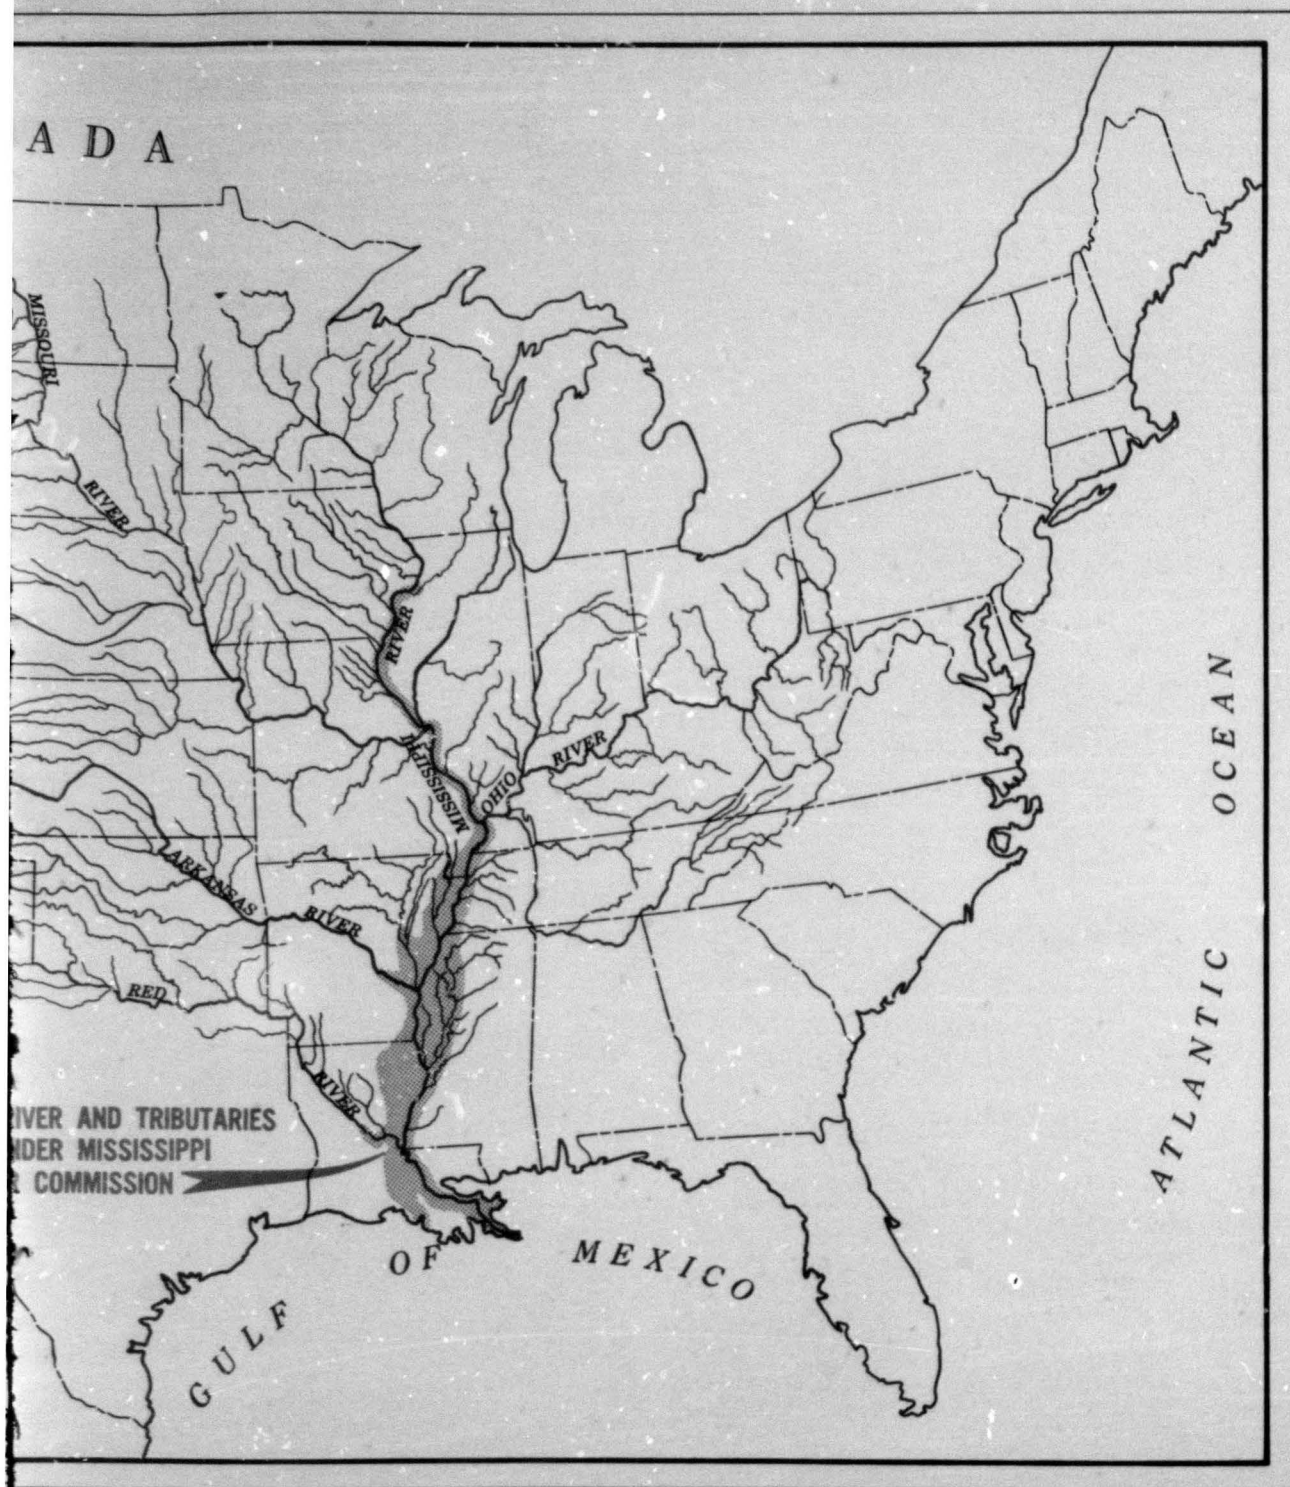 ADA
MISSOURI
RIVER
RIVER
MISSISSIPPI
OHIO
RIVER
ARKANSAS
RIVER
RED
RIVER
IVER AND TRIBUTARIES
NDER MISSISSIPPI
R COMMISSION
GULF
OF
MEXICO
ATLANTIC
OCEAN